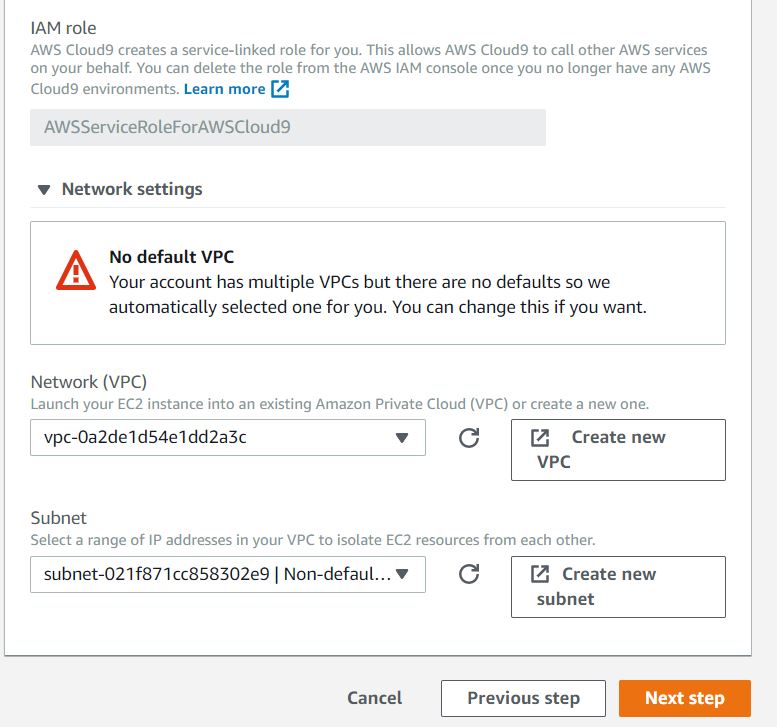 IAM role
AWS Cloud9 creates a service-linked role for you. This allows AWS Cloud9 to call other AWS services
on your behalf. You can delete the role from the AWS IAM console once you no longer have any AWS
Cloud9 environments. Learn more
AWSServiceRoleForAWSCloud9
Network settings
No default VPC
Your account has multiple VPCs but there are no defaults so we
automatically selected one for you. You can change this if you want.
Network (VPC)
Launch your EC2 instance into an existing Amazon Private Cloud (VPC) or create a new one.
vpc-0a2de1d54e1dd2a3c
Create new
VPC
Subnet
Select a range of IP addresses in your VPC to isolate EC2 resources from each other.
subnet-021f871cc858302e9 | Non-defaul...
Create new
subnet
Cancel
Previous step
Next step